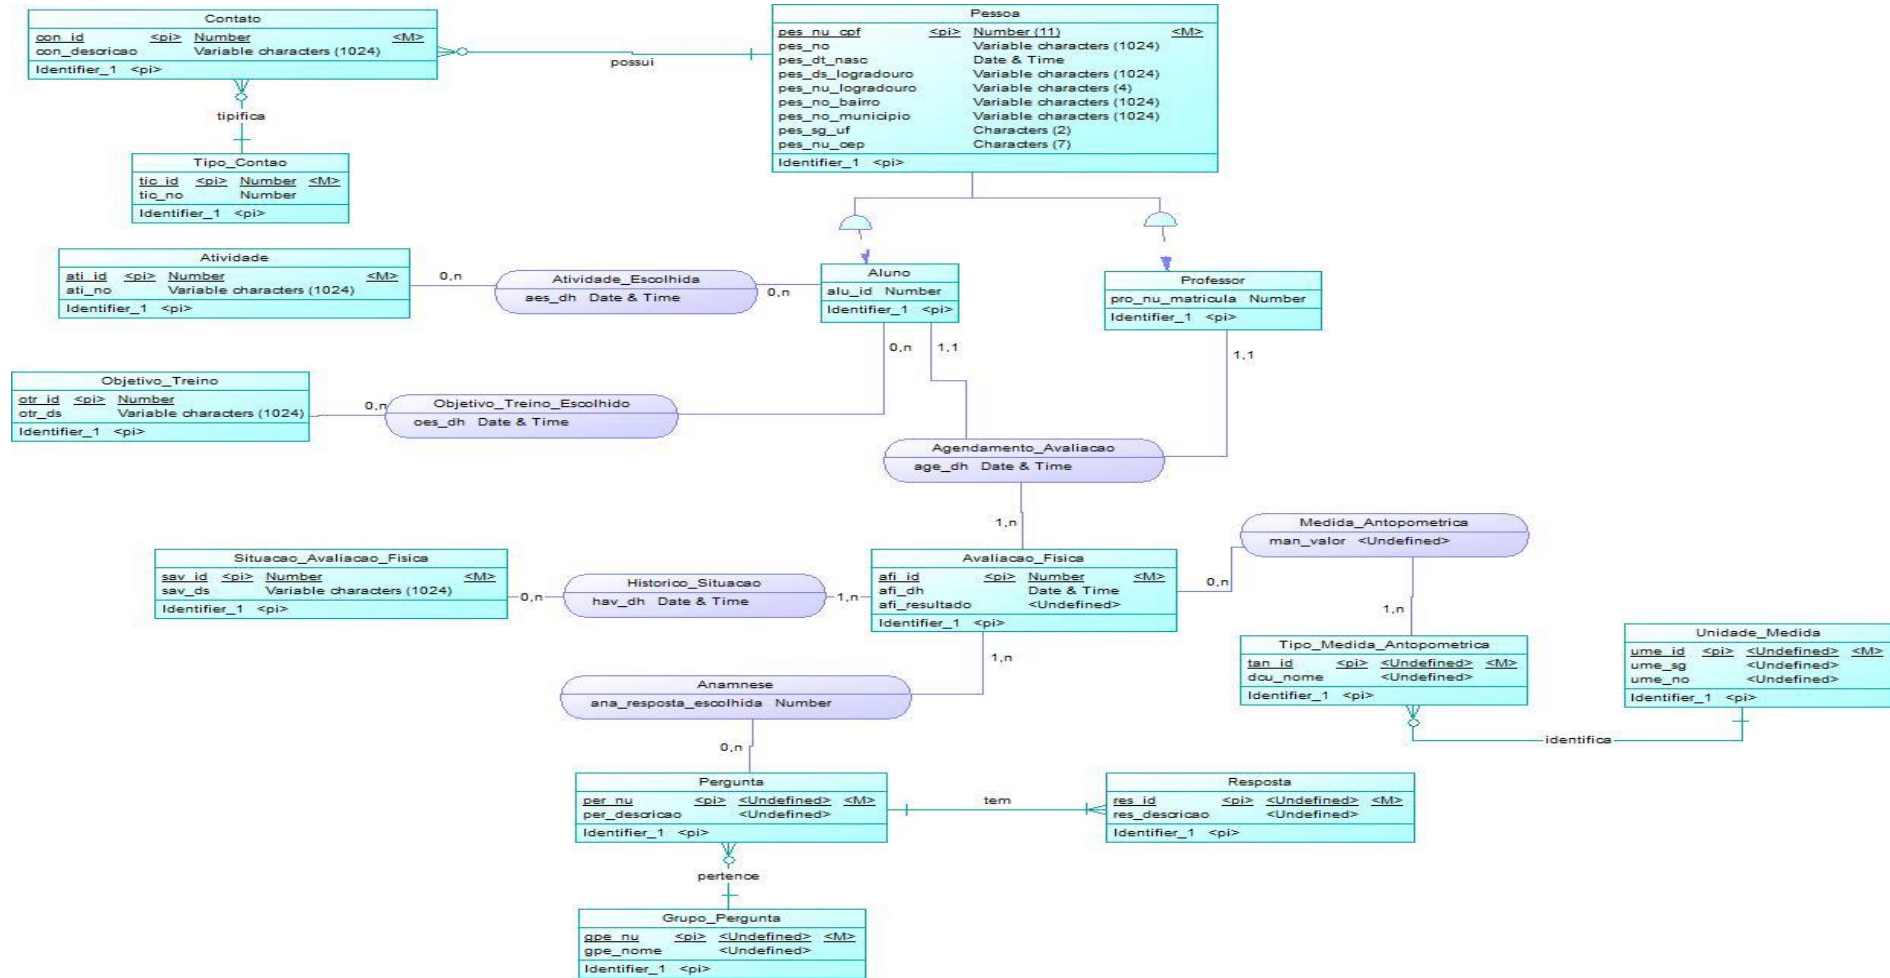 Contato
con_id <pi> Number <M>
con_descricao Variable characters (1024)
Identifier_1 <pi>
possui
Pessoa
pes_nu_cpf <pi> Number (11) <M>
pes_no Variable characters (1024)
pes_dt_nasc Date & Time
pes_ds_logradouro Variable characters (1024)
pes_nu_logradouro Variable characters (4)
pes_no_bairro Variable characters (1024)
pes_no_municipio Variable characters (1024)
pes_sg_uf Characters (2)
pes_nu_cep Characters (7)
Identifier_1 <pi>
tipifica
Tipo_Contao
tic_id <pi> Number <M>
tic_no Number
Identifier_1 <pi>
Atividade
ati_id <pi> Number <M>
ati_no Variable characters (1024)
Identifier_1 <pi>
0,n
Atividade_Escolhida
aes_dh Date & Time
0,n
Aluno
alu_id Number
Identifier_1 <pi>
Professor
pro_nu_matricula Number
Identifier_1 <pi>
0,n
1,1
1,1
Objetivo_Treino
otr_id <pi> Number
otr_ds Variable characters (1024)
Identifier_1 <pi>
0,n
Objetivo_Treino_Escolhido
oes_dh Date & Time
Agendamento_Avaliacao
age_dh Date & Time
1,n
Situacao_Avaliacao_Fisica
sav_id <pi> Number <M>
sav_ds Variable characters (1024)
Identifier_1 <pi>
0,n
Historico_Situacao
hav_dh Date & Time
1,n
Avaliacao_Fisica
afi_id <pi> Number <M>
afi_dh Date & Time
afi_resultado <Undefined>
Identifier_1 <pi>
0,n
Medida_Antopometrica
man_valor <Undefined>
1,n
Tipo_Medida_Antopometrica
tan_id <pi> <Undefined> <M>
dcu_nome <Undefined>
Identifier_1 <pi>
Unidade_Medida
ume_id <pi> <Undefined> <M>
ume_sg <Undefined>
ume_no <Undefined>
Identifier_1 <pi>
identifica
1,n
Anamnese
ana_resposta_escolhida Number
0,n
Pergunta
per_nu <pi> <Undefined> <M>
per_descricao <Undefined>
Identifier_1 <pi>
tem
Resposta
res_id <pi> <Undefined> <M>
res_descricao <Undefined>
Identifier_1 <pi>
pertence
Grupo_Pergunta
gpe_nu <pi> <Undefined> <M>
gpe_nome <Undefined>
Identifier_1 <pi>